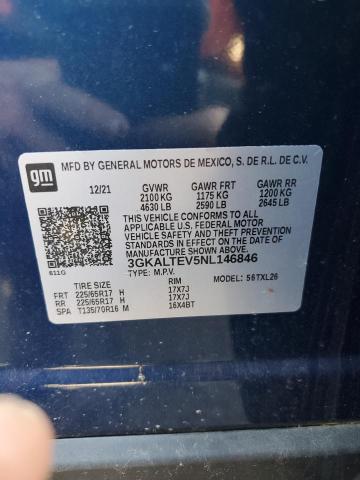 gm MFD BY GENERAL MOTORS DE MEXICO, S. DE R.L. DE C.V.
12/21 GVWR GAWR FRT GAWR RR
2100 KG 1175 KG 1200 KG
4630 LB 2590 LB 2645 LB
THIS VEHICLE CONFORMS TO ALL
APPLICABLE U.S. FEDERAL MOTOR
VEHICLE SAFETY STANDARDS
IN EFFECT ON THE DATE
OF MANUFACTURE SHOWN ABOVE.
3GKALTEV5NL146846
611G TYPE: M.P.V. MODEL: 56TXL26
TIRE SIZE RIM
FRT 225/65R17 H 17X7J
RR 225/65R17 H 17X7J
SPA T135/70R16 M 16X4BT